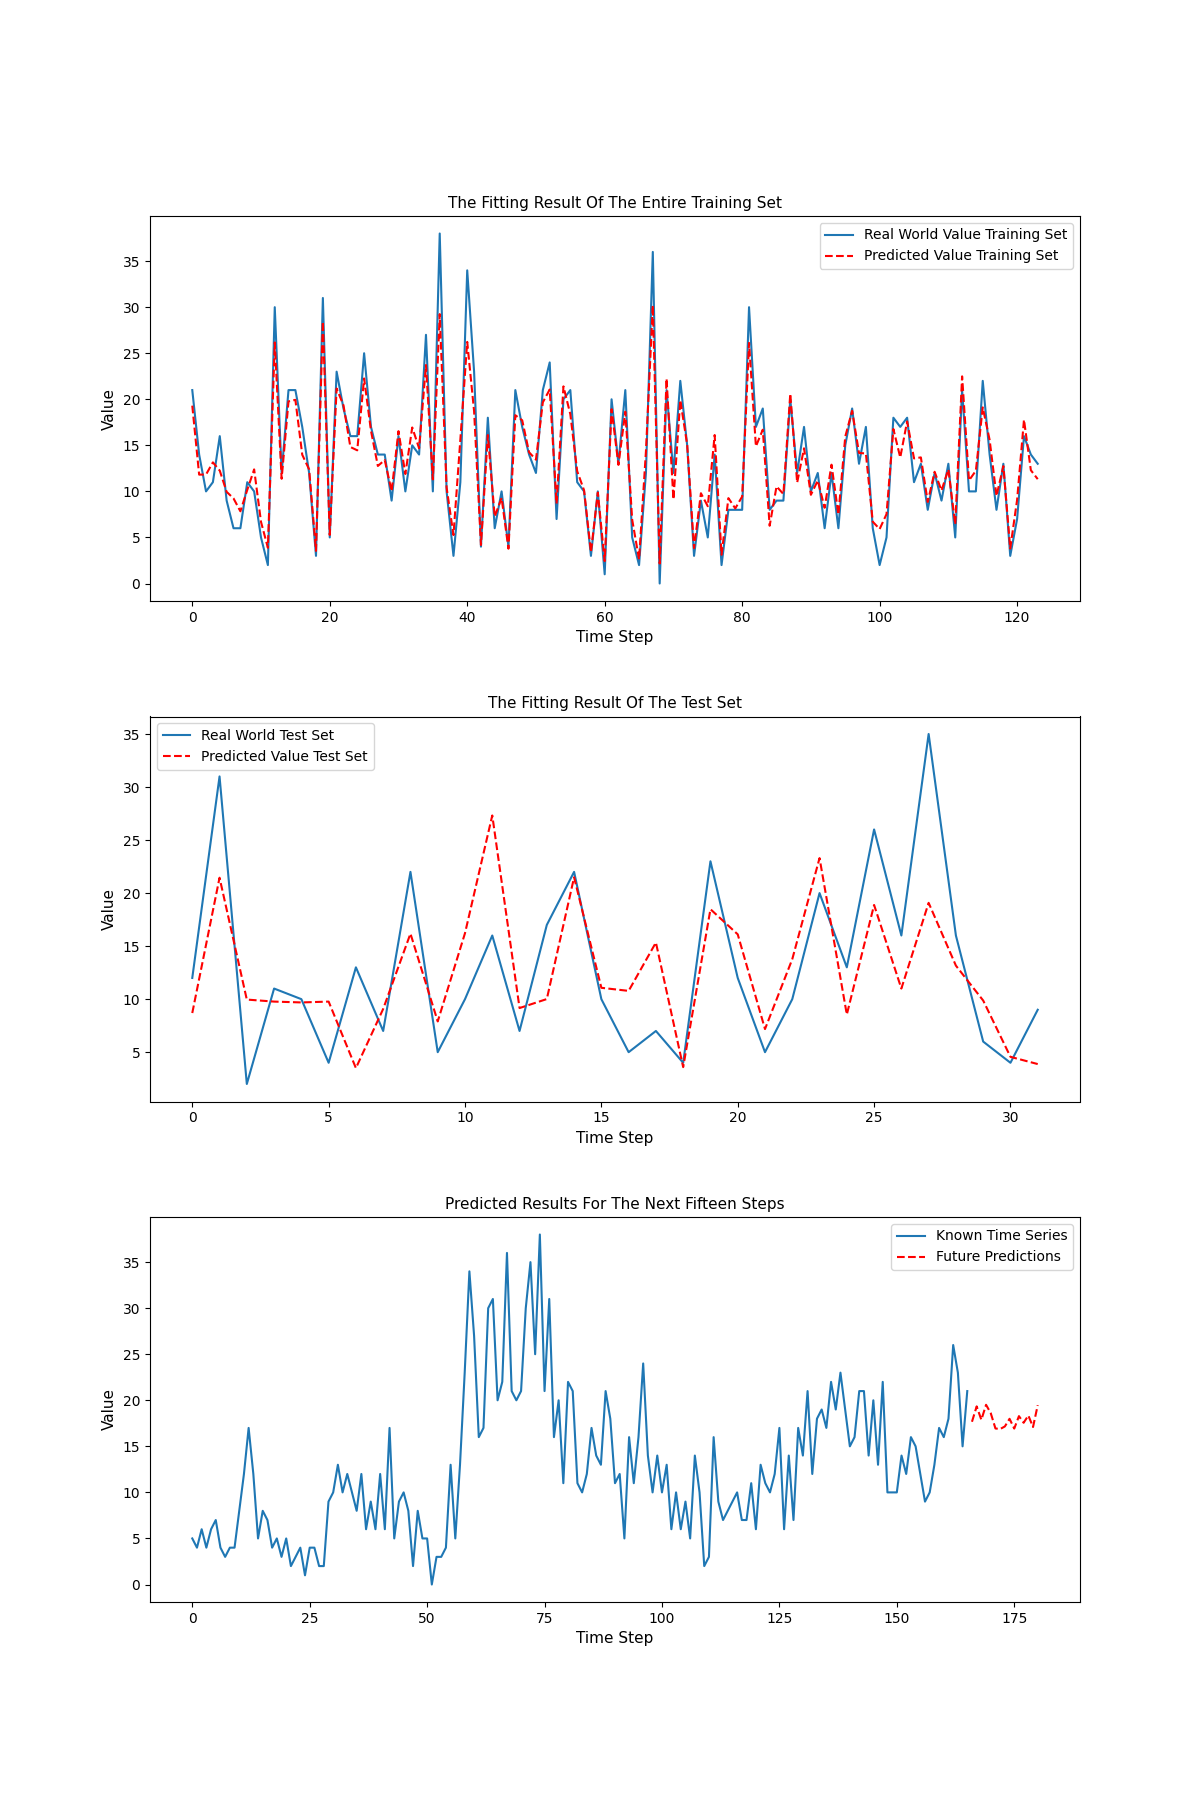 The Fitting Result Of The Entire Training Set
Real World Value Training Set
Predicted Value Training Set
Value
35
30
25
20
15
10
5
0
0 20 40 60 80 100 120
Time Step
The Fitting Result Of The Test Set
Real World Test Set
Predicted Value Test Set
Value
35
30
25
20
15
10
5
0 5 10 15 20 25 30
Time Step
Predicted Results For The Next Fifteen Steps
Known Time Series
Future Predictions
Value
35
30
25
20
15
10
5
0
0 25 50 75 100 125 150 175
Time Step